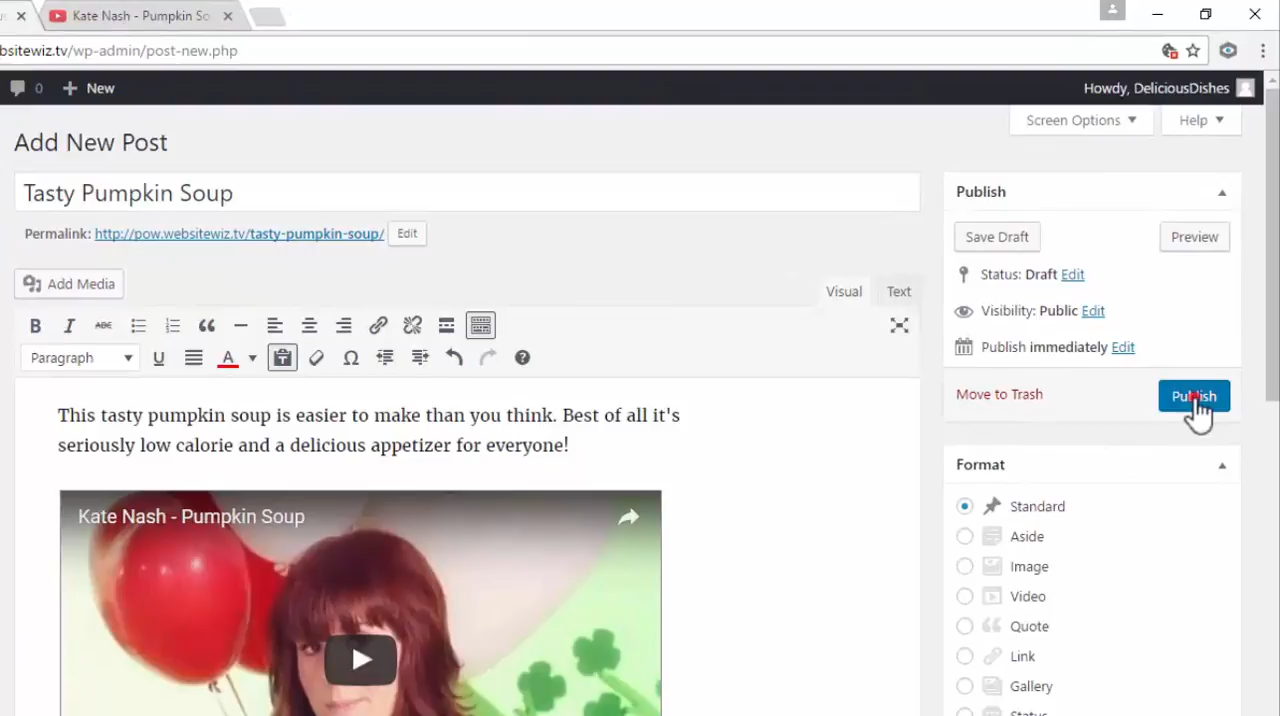 Kate Nash - Pumpkin So
bsitewiz.tv/wp-admin/post-new.php
0 New
Howdy, DeliciousDishes
Screen Options
Help
Add New Post
Tasty Pumpkin Soup
Permalink: http://pow.websitewiz.tv/tasty-pumpkin-soup/ Edit
Add Media
Visual
Text
B I ABC
Paragraph U A Ω
This tasty pumpkin soup is easier to make than you think. Best of all it's
seriously low calorie and a delicious appetizer for everyone!
Kate Nash - Pumpkin Soup
Publish
Save Draft
Preview
Status: Draft Edit
Visibility: Public Edit
Publish immediately Edit
Move to Trash
Publish
Format
Standard
Aside
Image
Video
Quote
Link
Gallery
Status